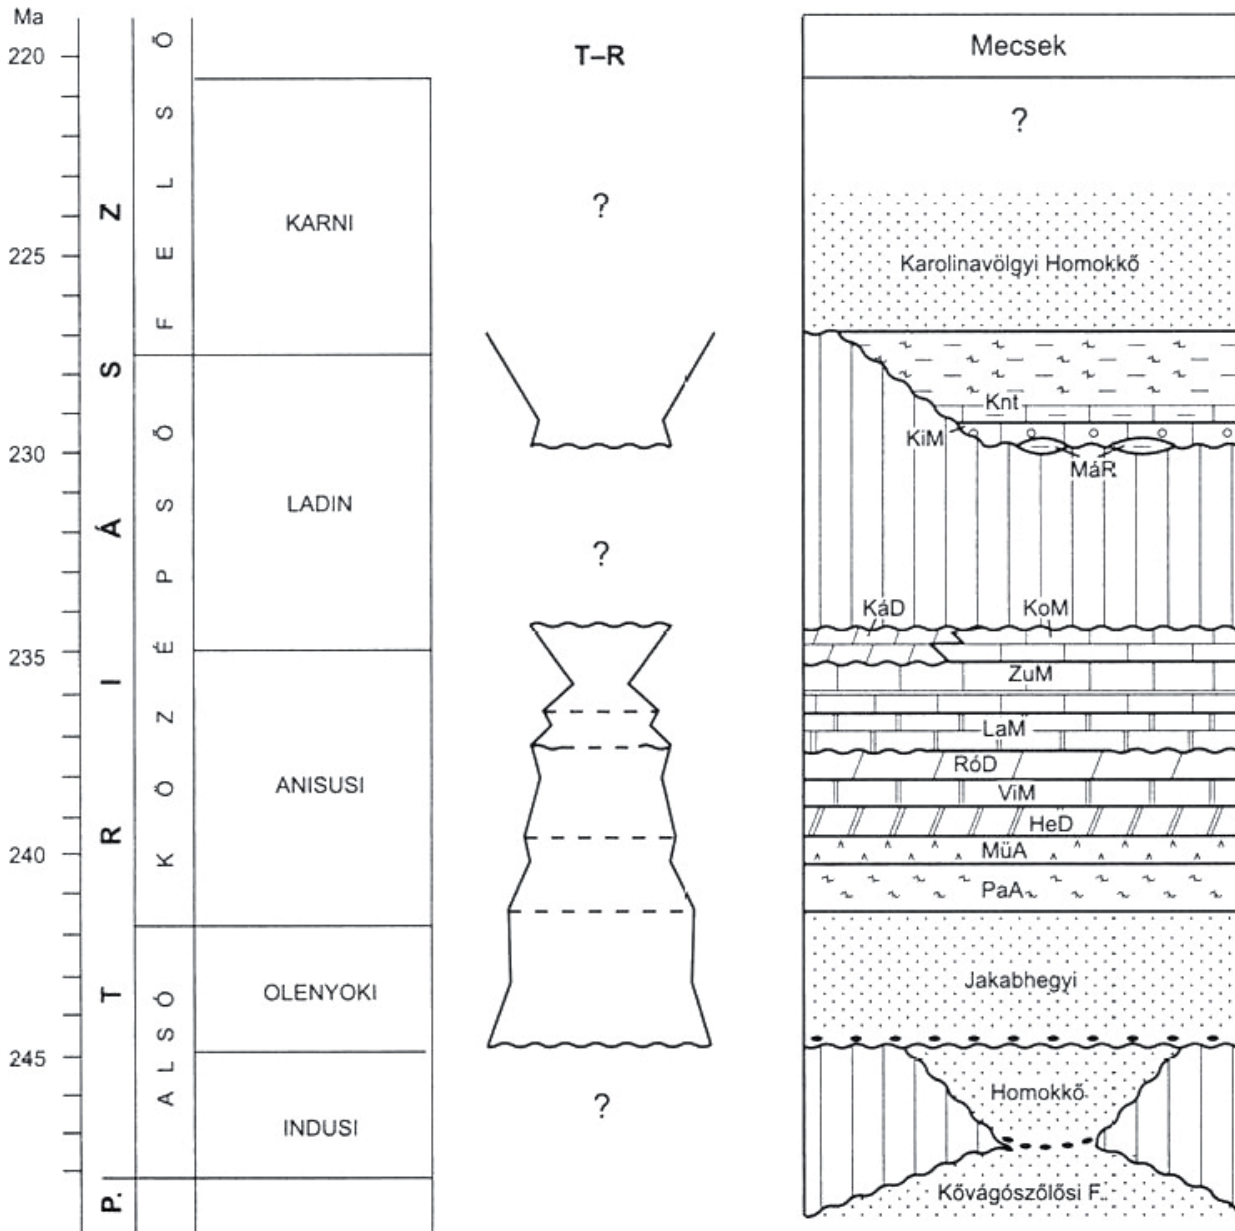 Ma
220
225
230
235
240
245
P. T R I Á S Z
ALSÓ
KÖZÉPSŐ
FELSŐ
KARNI
LADIN
ANISUSI
OLENYOKI
INDUSI
T–R
?
?
?
Mecsek
?
Karolinavölgyi Homokkő
Knt
KiM
MáR
KáD
KoM
ZuM
LaM
RóD
ViM
HeD
MüA
PaA
Jakabhegyi
Homokkő
Kővágószőlősi F.